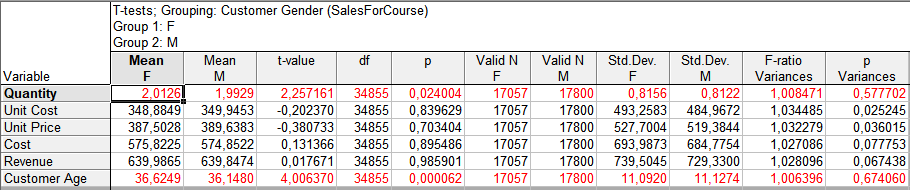 T-tests; Grouping: Customer Gender (SalesForCourse)
Group 1: F
Group 2: M
Variable Mean F Mean M t-value df p Valid N F Valid N M Std.Dev. F Std.Dev. M F-ratio Variances p Variances
Quantity 2,0126 1,9929 2,257161 34855 0,024004 17057 17800 0,8156 0,8122 1,008471 0,577702
Unit Cost 348,8849 349,9453 -0,202370 34855 0,839629 17057 17800 493,2583 484,9672 1,034485 0,025245
Unit Price 387,5028 389,6383 -0,380733 34855 0,703404 17057 17800 527,7004 519,3844 1,032279 0,036015
Cost 575,8225 574,8522 0,131366 34855 0,895486 17057 17800 693,9873 684,7754 1,027086 0,077753
Revenue 639,9865 639,8474 0,017671 34855 0,985901 17057 17800 739,5045 729,3300 1,028096 0,067438
Customer Age 36,6249 36,1480 4,006370 34855 0,000062 17057 17800 11,0920 11,1274 1,006396 0,674060